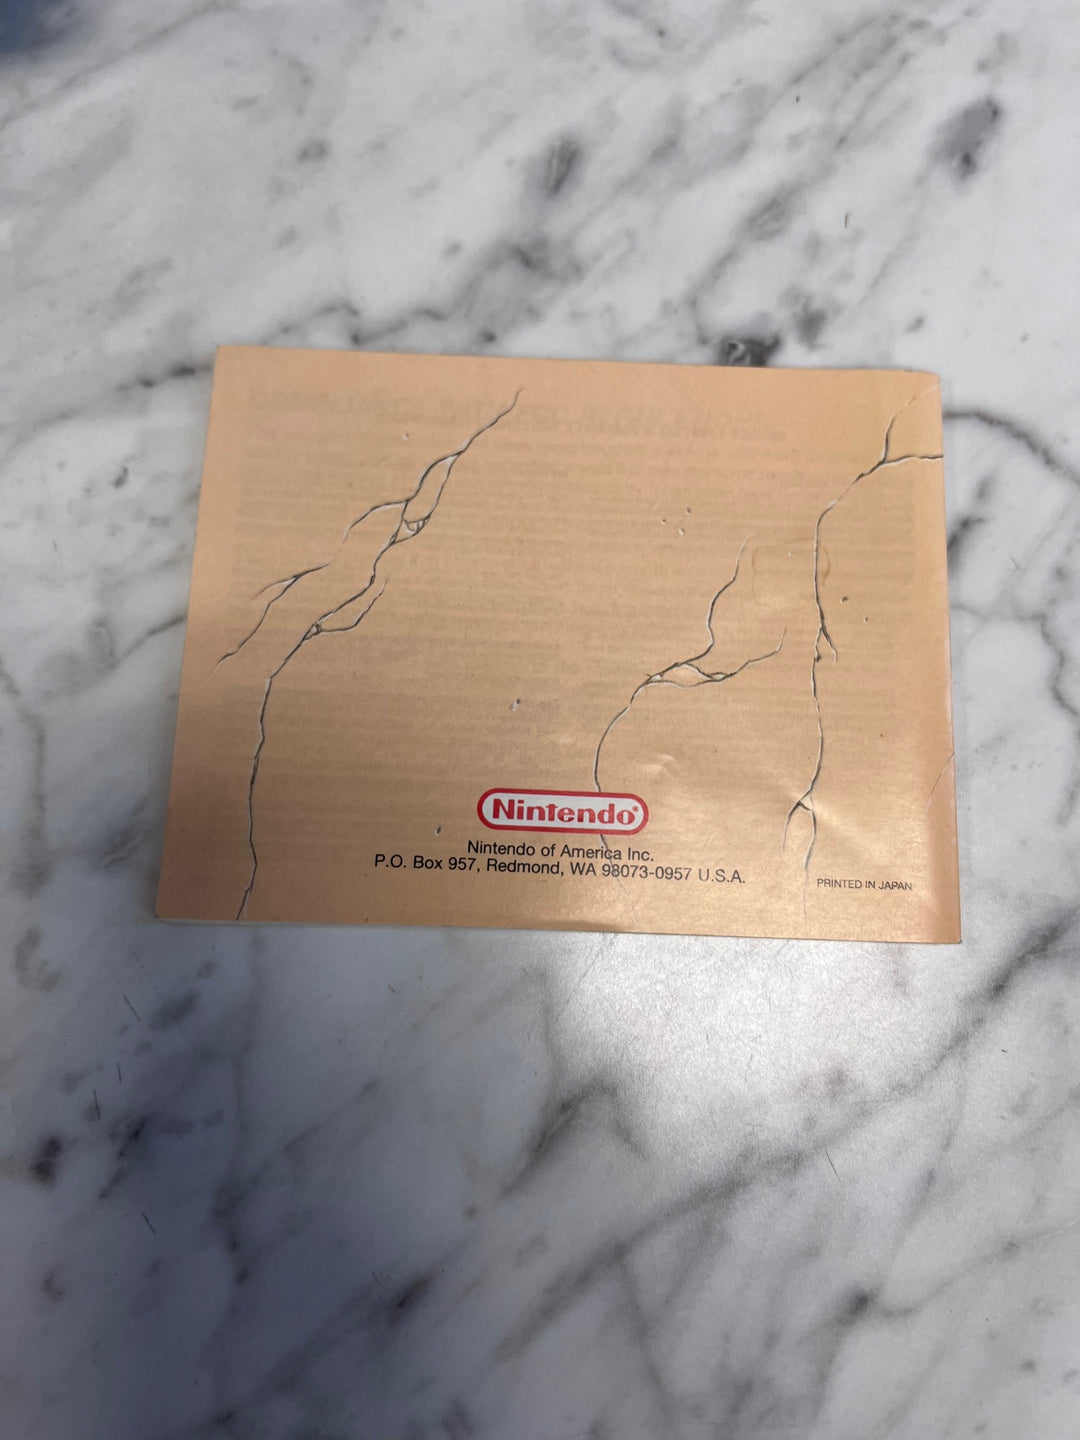 Nintendo®
Nintendo of America Inc.
P.O. Box 957, Redmond, WA 98073-0957 U.S.A.
PRINTED IN JAPAN